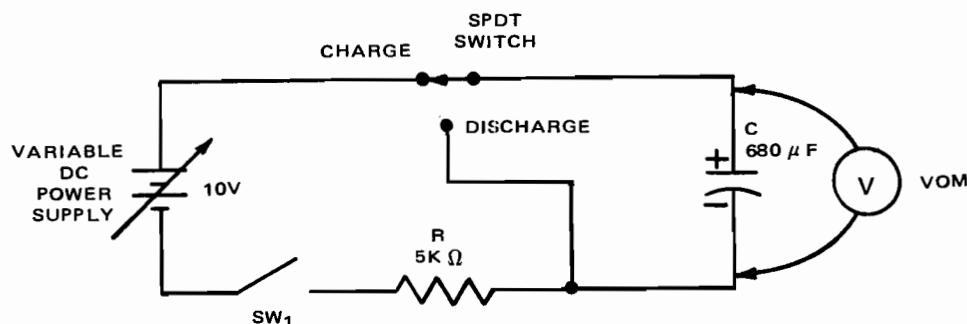 SPDT
SWITCH
CHARGE
DISCHARGE
VARIABLE
DC
POWER
SUPPLY
10V
C
680 μF
+
−
V
VOM
R
5K Ω
SW₁